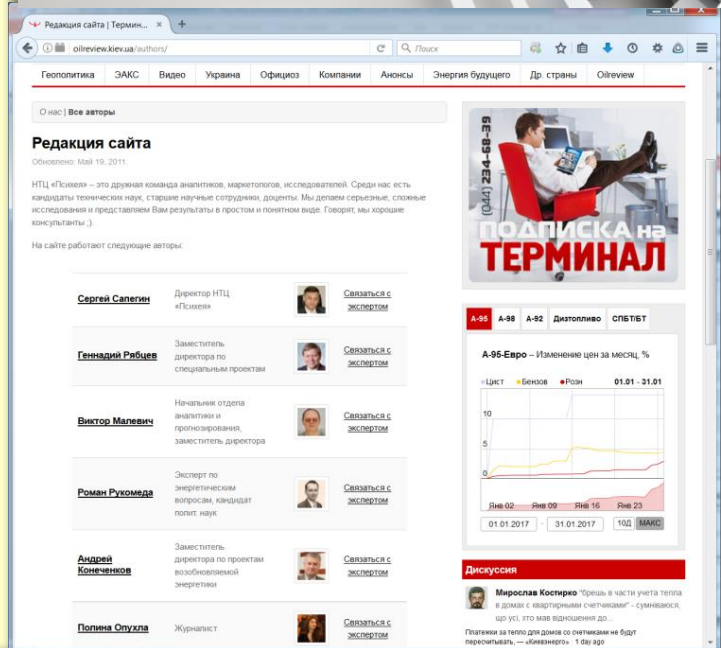 Редакция сайта | Термин...
oilreview.kiev.ua/authors/
Поиск
Геополитика ЭАКС Видео Украина Официоз Компании Анонсы Энергия будущего Др. страны Oilreview
О нас | Все авторы
Редакция сайта
Обновлено: Май 19, 2011
НТЦ «Психея» – это дружная команда аналитиков, маркетологов, исследователей. Среди нас есть
кандидаты технических наук, старшие научные сотрудники, доценты. Мы делаем серьезные, сложные
исследования и представляем Вам результаты в простом и понятном виде. Говорят, мы хорошие
консультанты ;).
На сайте работают следующие авторы:
Сергей Сапегин
Директор НТЦ
«Психея»
Связаться с
экспертом
Геннадий Рябцев
Заместитель
директора по
специальным проектам
Связаться с
экспертом
Виктор Малевич
Начальник отдела
аналитики и
прогнозирования,
заместитель директора
Связаться с
экспертом
Роман Рукомеда
Эксперт по
энергетическим
вопросам, кандидат
полит. наук
Связаться с
экспертом
Андрей
Конеченков
Заместитель
директора по проектам
возобновляемой
энергетики
Связаться с
экспертом
Полина Опухла
Журналист
Связаться с
экспертом
(044) 234-68-39
ПОДПИСКА на
ТЕРМИНАЛ
А-95 А-98 А-92 Дизтопливо СПБТ/БТ
А-95-Евро – Изменение цен за месяц, %
Цист Бензов Розн 01.01 - 31.01
10
5
0
Янв 02 Янв 09 Янв 16 Янв 23
01.01.2017 - 31.01.2017 10Д МАКС
Дискуссия
Мирослав Костирко "брешь в части учета тепла
в домах с квартирными счетчиками" - сумніваюся,
що усі, хто мав відношення до...
Платежки за тепло для домов со счетчиками не будут
пересчитывать, — «Киевэнерго» · 1 day ago